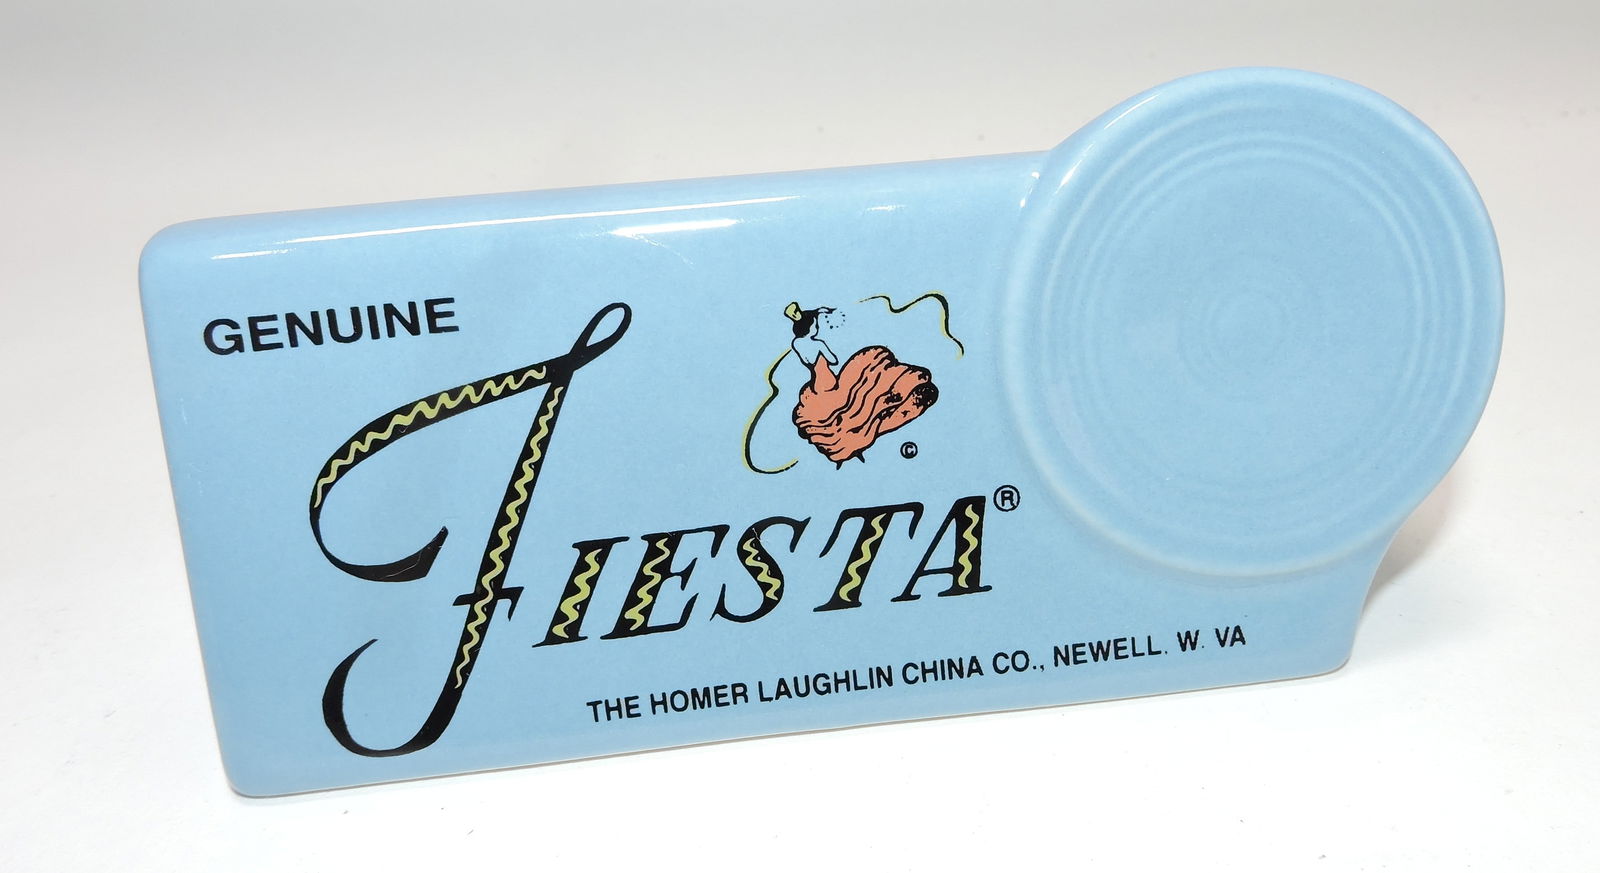 GENUINE
FIESTA®
©
THE HOMER LAUGHLIN CHINA CO., NEWELL. W. VA